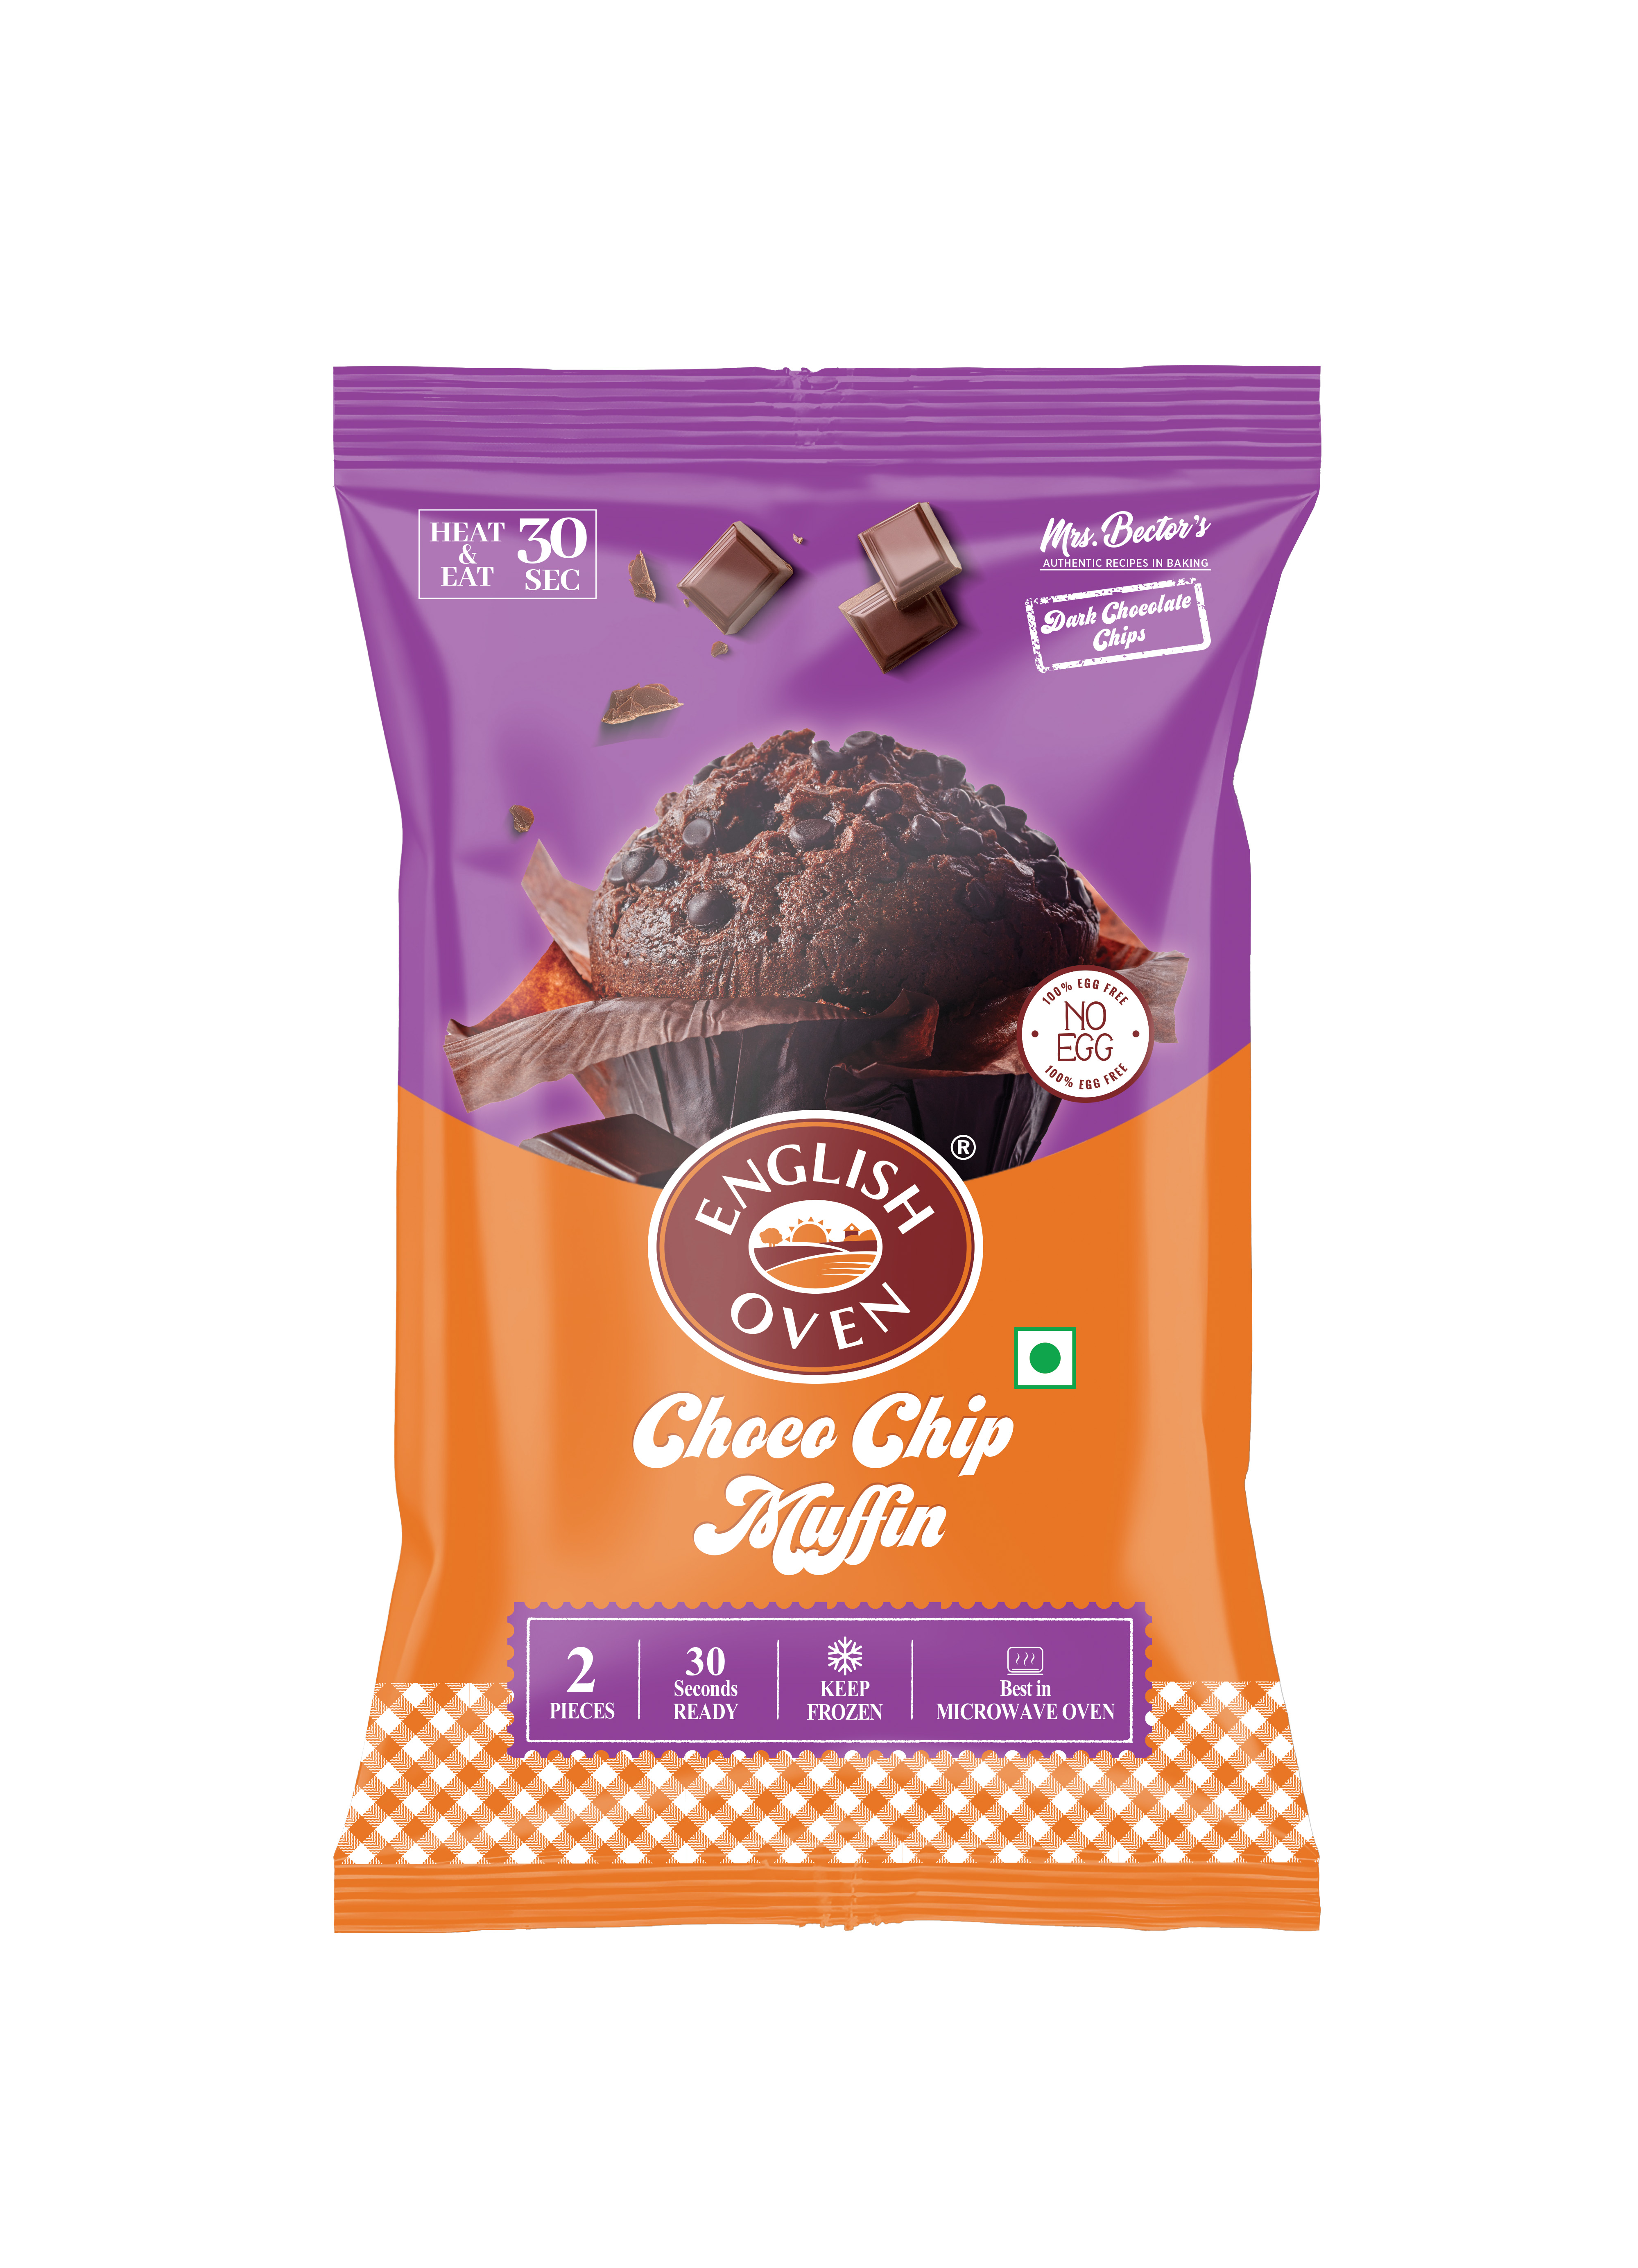 HEAT
&
EAT
30
SEC
Mrs. Bector's
AUTHENTIC RECIPES IN BAKING
Dark Chocolate
Chips
100% EGG FREE
NO
EGG
100% EGG FREE
ENGLISH
OVEN
®
Choco Chip
Muffin
2
PIECES
30
Seconds
READY
KEEP
FROZEN
Best in
MICROWAVE OVEN